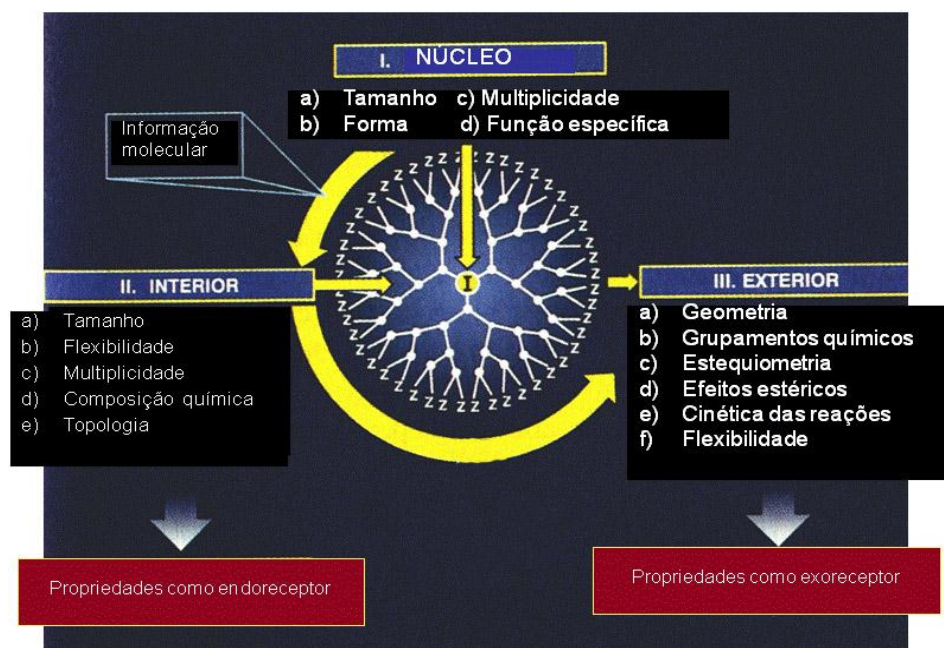 I. NÚCLEO
a) Tamanho c) Multiplicidade
b) Forma d) Função específica
Informação
molecular
Z Z Z Z Z Z Z Z Z Z Z Z Z Z Z Z Z Z Z Z Z Z Z Z Z Z Z Z Z Z Z Z Z Z Z Z Z Z Z Z Z Z Z Z Z Z Z Z
I
II. INTERIOR
a) Tamanho
b) Flexibilidade
c) Multiplicidade
d) Composição química
e) Topologia
III. EXTERIOR
a) Geometria
b) Grupamentos químicos
c) Estequiometria
d) Efeitos estéricos
e) Cinética das reações
f) Flexibilidade
Propriedades como endoreceptor
Propriedades como exoreceptor